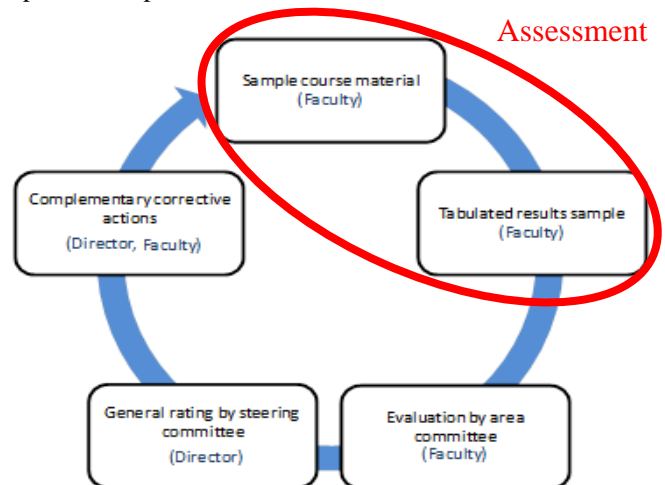 Assessment
Sample course material
(Faculty)
Complementary corrective
actions
(Director, Faculty)
Tabulated results sample
(Faculty)
General rating by steering
committee
(Director)
Evaluation by area
committee
(Faculty)